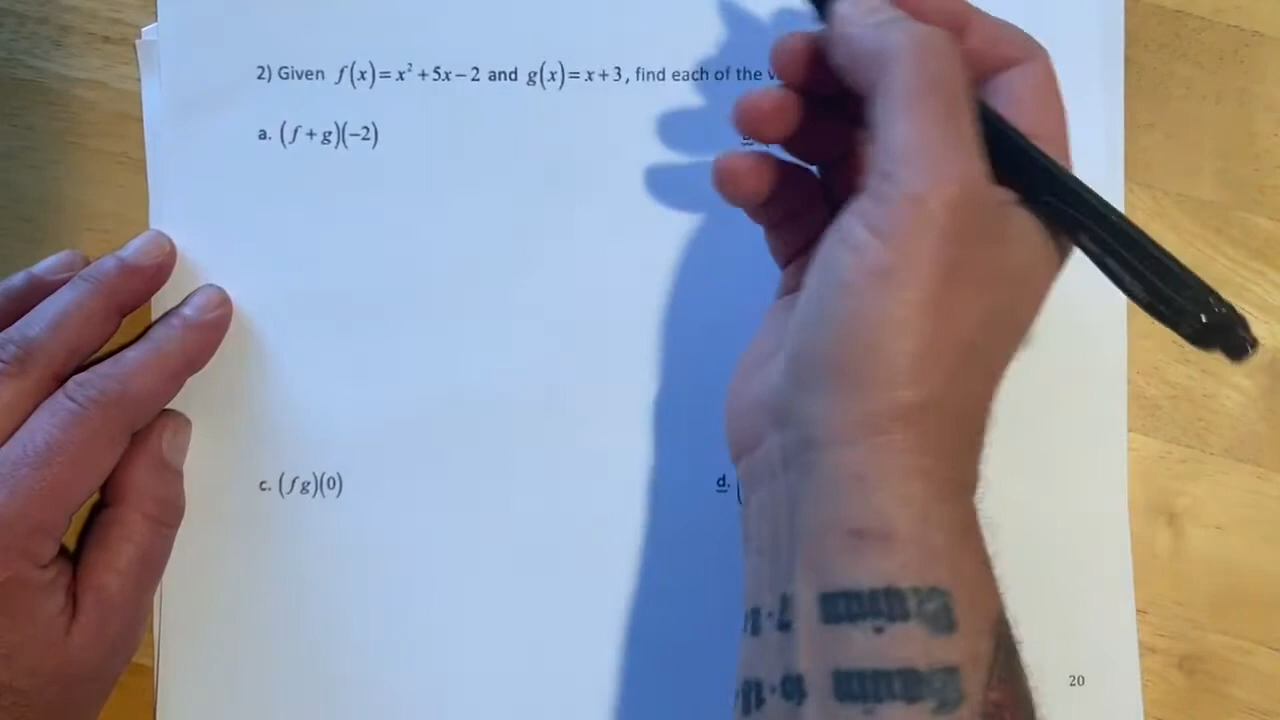 2) Given f(x)=x²+5x−2 and g(x)=x+3, find each of the
a. (f+g)(−2)
c. (fg)(0)
d. (
20